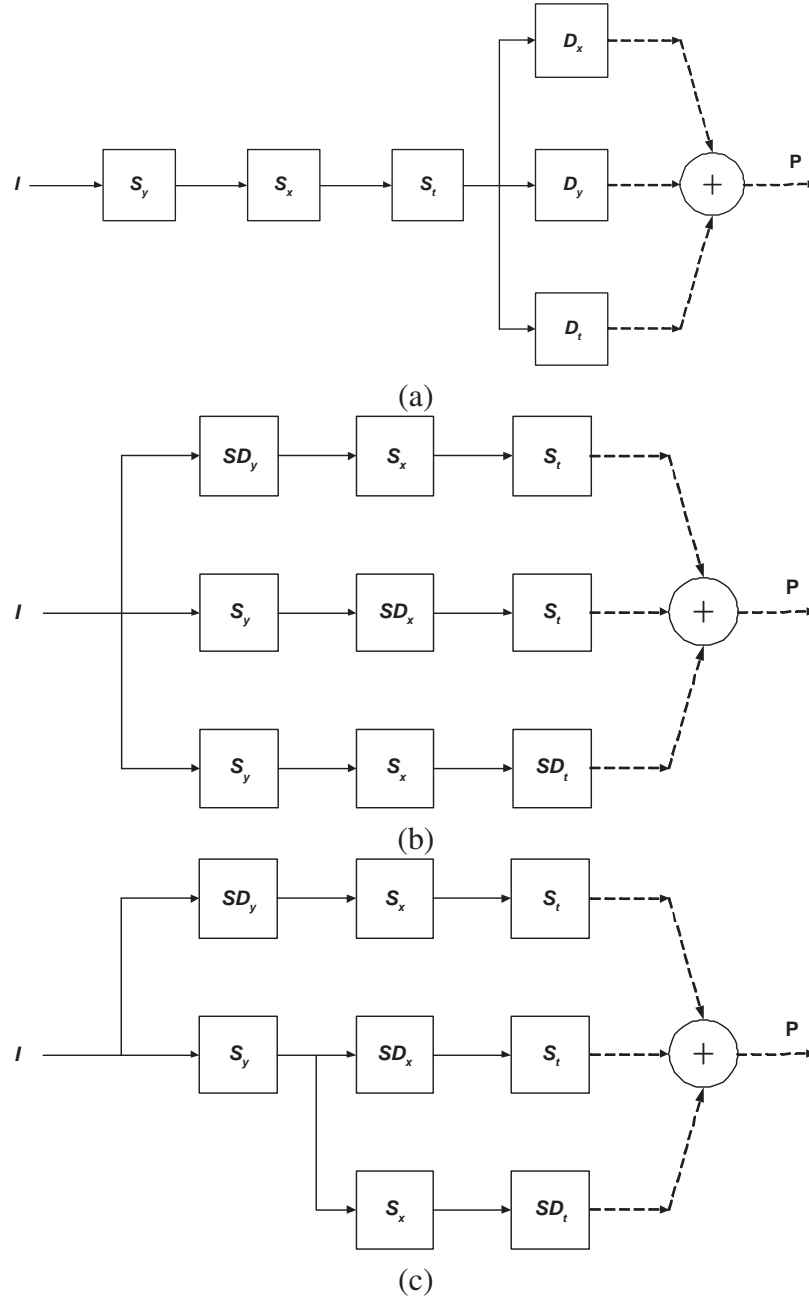 D_x
P
I S_y S_x S_t D_y +
D_t
(a)
SD_y S_x S_t
P
I S_y SD_x S_t +
S_y S_x SD_t
(b)
SD_y S_x S_t
P
I S_y SD_x S_t +
S_x SD_t
(c)